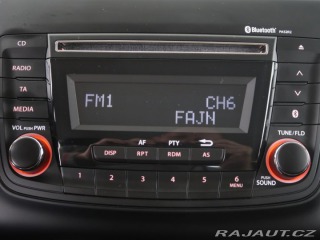 Bluetooth
CD
RADIO
TA
MEDIA
FM1 CH6
FAJN
VOL PUSH PWR
TUNE/FLD
AF PTY
DISP RPT RDM AS
1 2 3 4 5 6
MENU
PUSH
SOUND
RAJAUT.CZ